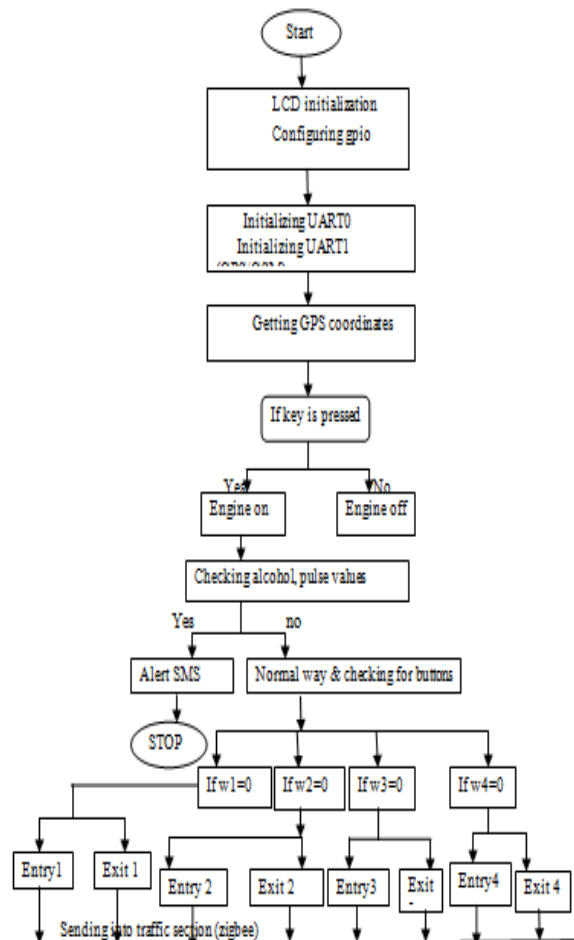 Start
LCD initialization
Configuring gpio
Initializing UART0
Initializing UART1
Getting GPS coordinates
If key is pressed
Yes
No
Engine on
Engine off
Checking alcohol, pulse values
Yes
no
Alert SMS
Normal way & checking for buttons
STOP
If w1=0
If w2=0
If w3=0
If w4=0
Entry1
Exit 1
Entry 2
Exit 2
Entry3
Exit
Entry4
Exit 4
Sending into traffic section (zigbee)